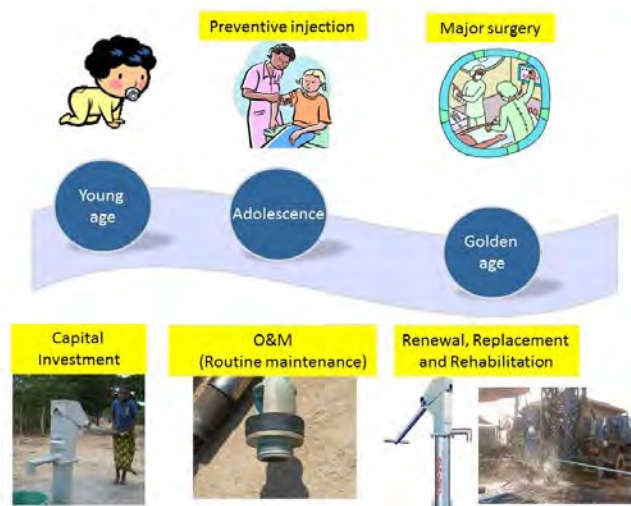 Preventive injection
Major surgery
Young
age
Adolescence
Golden
age
Capital
Investment
O&M
(Routine maintenance)
Renewal, Replacement
and Rehabilitation